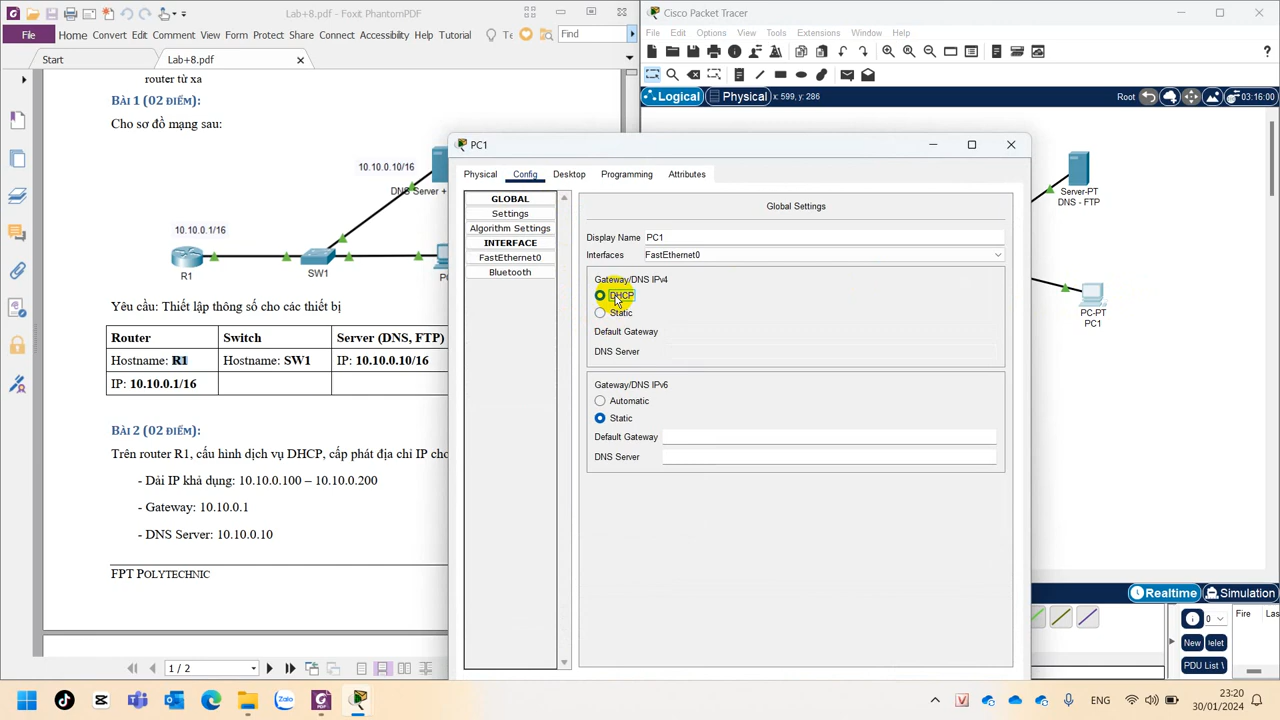 Lab+8.pdf - Foxit PhantomPDF
File Home Convert Edit Organize Comment View Form Protect Share Connect Accessibility Help Tutorial
Find
Start
Lab+8.pdf
router từ xa
BÀI 1 (02 ĐIỂM):
Cho sơ đồ mạng sau:
10.10.0.10/16
DNS Server +
10.10.0.1/16
R1
SW1
Yêu cầu: Thiết lập thông số cho các thiết bị
Router Switch Server (DNS, FTP)
Hostname: R1 Hostname: SW1 IP: 10.10.0.10/16
IP: 10.10.0.1/16
BÀI 2 (02 ĐIỂM):
Trên router R1, cấu hình dịch vụ DHCP, cấp phát địa chỉ IP cho
- Dải IP khả dụng: 10.10.0.100 – 10.10.0.200
- Gateway: 10.10.0.1
- DNS Server: 10.10.0.10
FPT POLYTECHNIC
1 / 2
Cisco Packet Tracer
File Edit Options View Tools Extensions Window Help
Logical Physical x: 599, y: 286 Root 03:16:00
Server-PT
DNS - FTP
PC-PT
PC1
PC1
Physical Config Desktop Programming Attributes
GLOBAL
Settings
Algorithm Settings
INTERFACE
FastEthernet0
Bluetooth
Global Settings
Display Name PC1
Interfaces FastEthernet0
Gateway/DNS IPv4
DHCP
Static
Default Gateway
DNS Server
Gateway/DNS IPv6
Automatic
Static
Default Gateway
DNS Server
Realtime Simulation
0 Fire Las
New elet
PDU List \
Zalo
ENG
23:20
30/01/2024